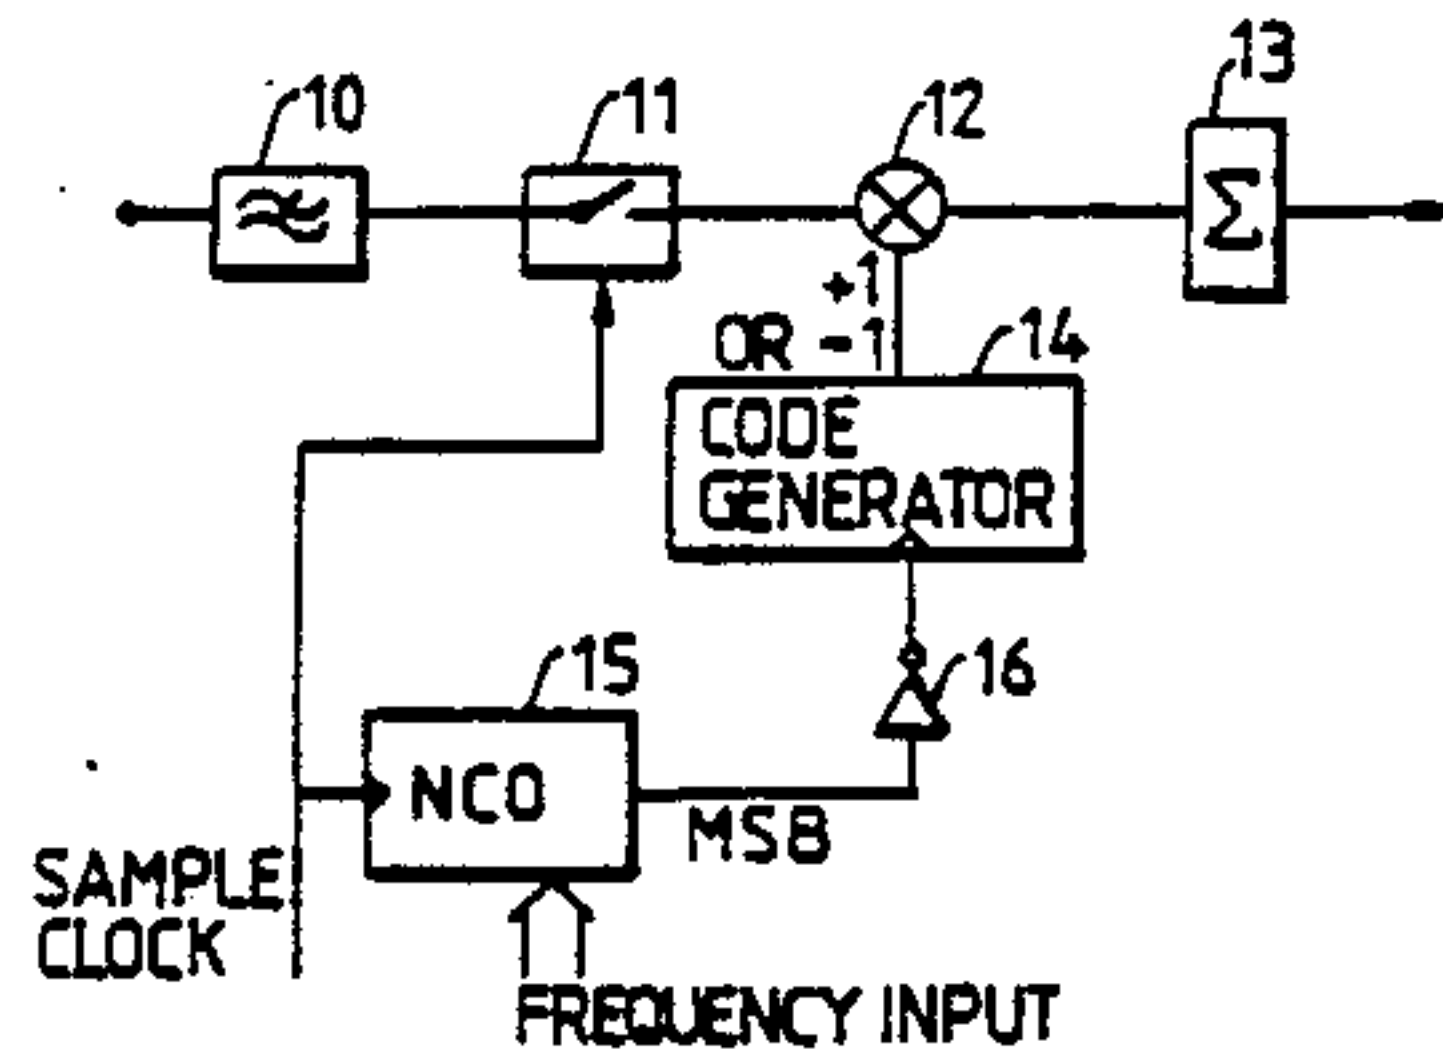 10
11
12
13
Σ
+1
OR -1
14
CODE
GENERATOR
15
16
NCO
MSB
SAMPLE
CLOCK
FREQUENCY INPUT